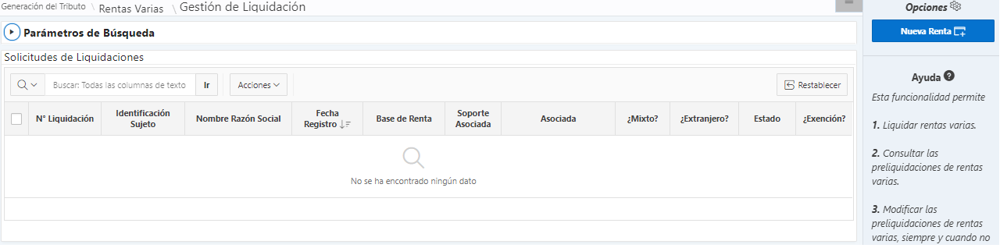 Generación del Tributo \ Rentas Varias \ Gestión de Liquidación
Parámetros de Búsqueda
Solicitudes de Liquidaciones
Buscar: Todas las columnas de texto Ir Acciones Restablecer
N° Liquidación Identificación Sujeto Nombre Razón Social Fecha Registro Base de Renta Soporte Asociada Asociada ¿Mixto? ¿Extranjero? Estado ¿Exención?
No se ha encontrado ningún dato
Opciones
Nueva Renta
Ayuda
Esta funcionalidad permite
1. Liquidar rentas varias.
2. Consultar las
preliquidaciones de rentas
varias.
3. Modificar las
preliquidaciones de rentas
varias, siempre y cuando no